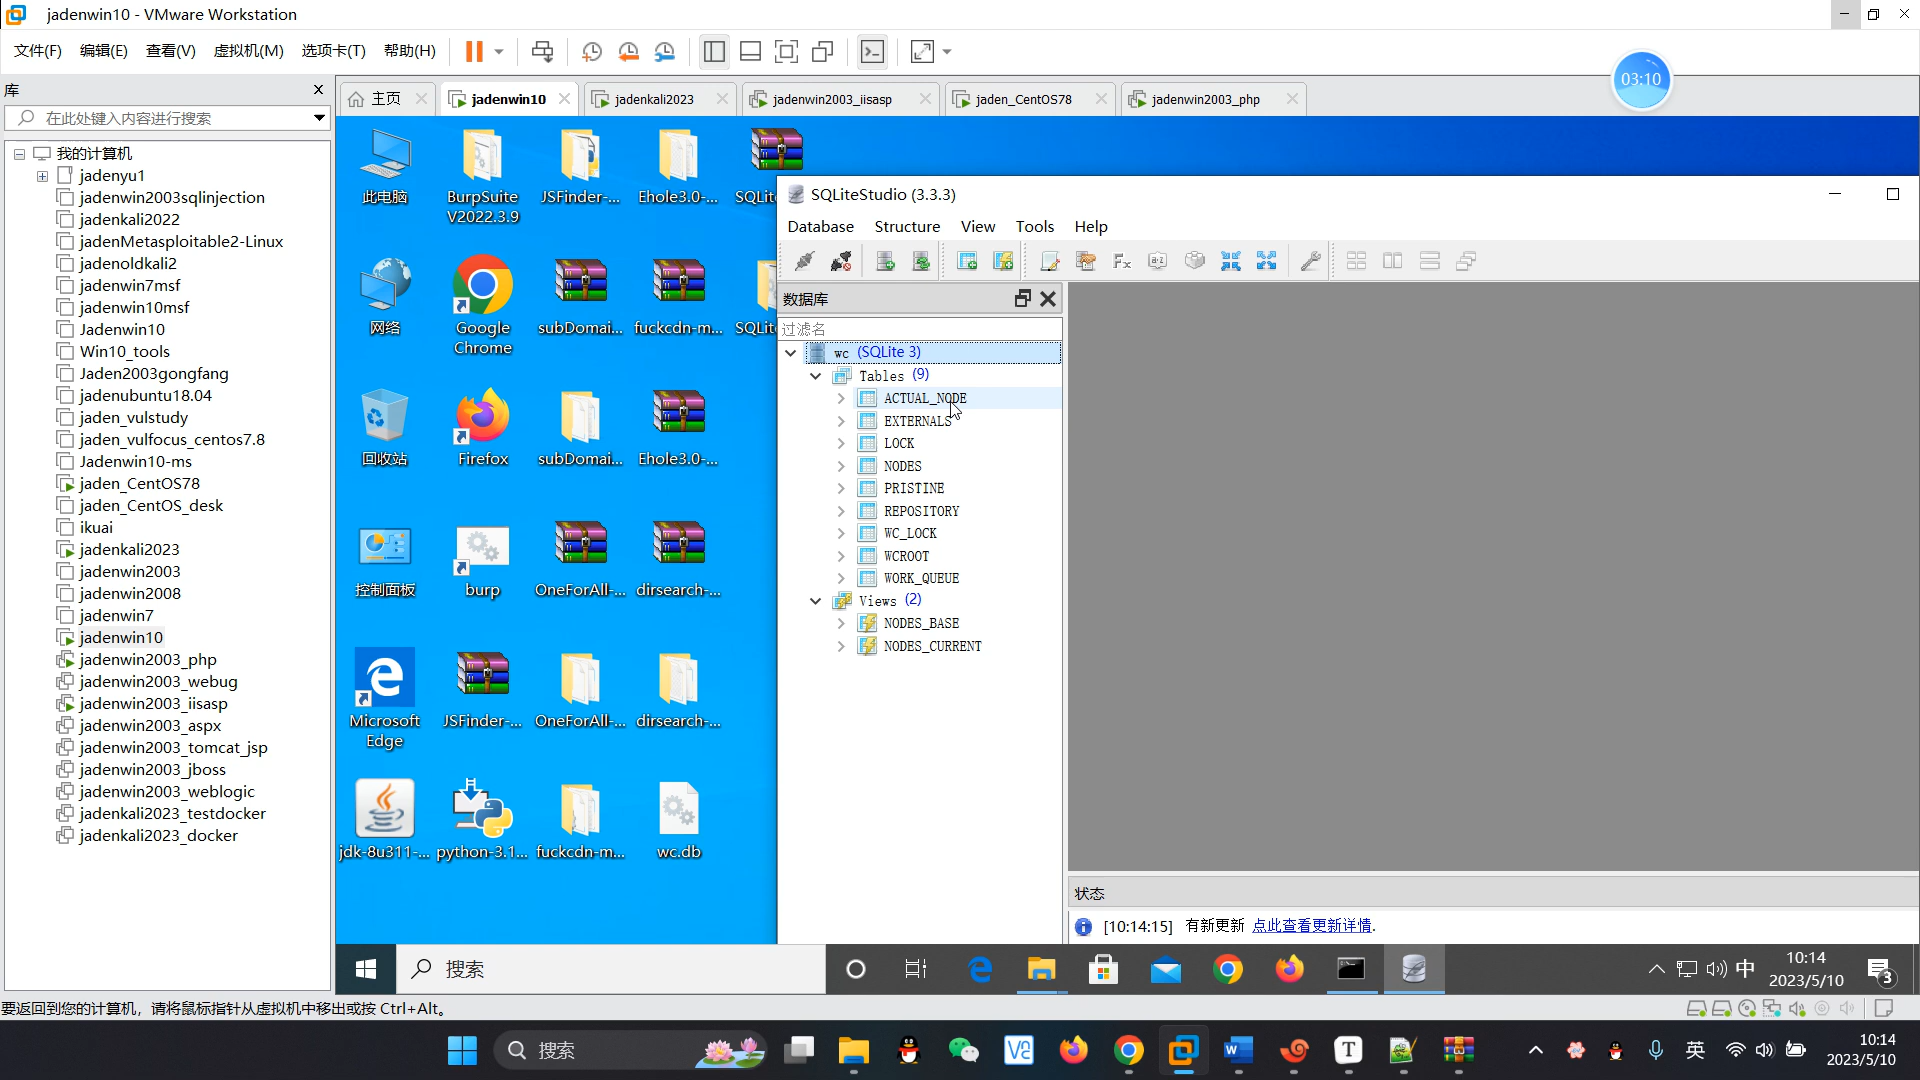 jadenwin10 - VMware Workstation
文件(F) 编辑(E) 查看(V) 虚拟机(M) 选项卡(T) 帮助(H)
03:10
库
在此处键入内容进行搜索
主页
jadenwin10
jadenkali2023
jadenwin2003_iisasp
jaden_CentOS78
jadenwin2003_php
我的计算机
jadenyu1
jadenwin2003sqlinjection
jadenkali2022
jadenMetasploitable2-Linux
jadenoldkali2
jadenwin7msf
jadenwin10msf
Jadenwin10
Win10_tools
Jaden2003gongfang
jadenubuntu18.04
jaden_vulstudy
jaden_vulfocus_centos7.8
Jadenwin10-ms
jaden_CentOS78
jaden_CentOS_desk
ikuai
jadenkali2023
jadenwin2003
jadenwin2008
jadenwin7
jadenwin10
jadenwin2003_php
jadenwin2003_webug
jadenwin2003_iisasp
jadenwin2003_aspx
jadenwin2003_tomcat_jsp
jadenwin2003_jboss
jadenwin2003_weblogic
jadenkali2023_testdocker
jadenkali2023_docker
此电脑
BurpSuite
V2022.3.9
JSFinder-...
Ehole3.0-...
SQLit
网络
Google
Chrome
subDomai...
fuckcdn-m...
SQLit
回收站
Firefox
subDomai...
Ehole3.0-...
控制面板
burp
OneForAll-...
dirsearch-...
Microsoft
Edge
JSFinder-...
OneForAll-...
dirsearch-...
jdk-8u311-...
python-3.1...
fuckcdn-m...
wc.db
SQLiteStudio (3.3.3)
Database Structure View Tools Help
数据库
过滤名
wc (SQLite 3)
Tables (9)
ACTUAL_NODE
EXTERNALS
LOCK
NODES
PRISTINE
REPOSITORY
WC_LOCK
WCROOT
WORK_QUEUE
Views (2)
NODES_BASE
NODES_CURRENT
状态
[10:14:15] 有新更新 点此查看更新详情.
搜索
中
10:14
2023/5/10
3
要返回到您的计算机，请将鼠标指针从虚拟机中移出或按 Ctrl+Alt。
搜索
英
10:14
2023/5/10